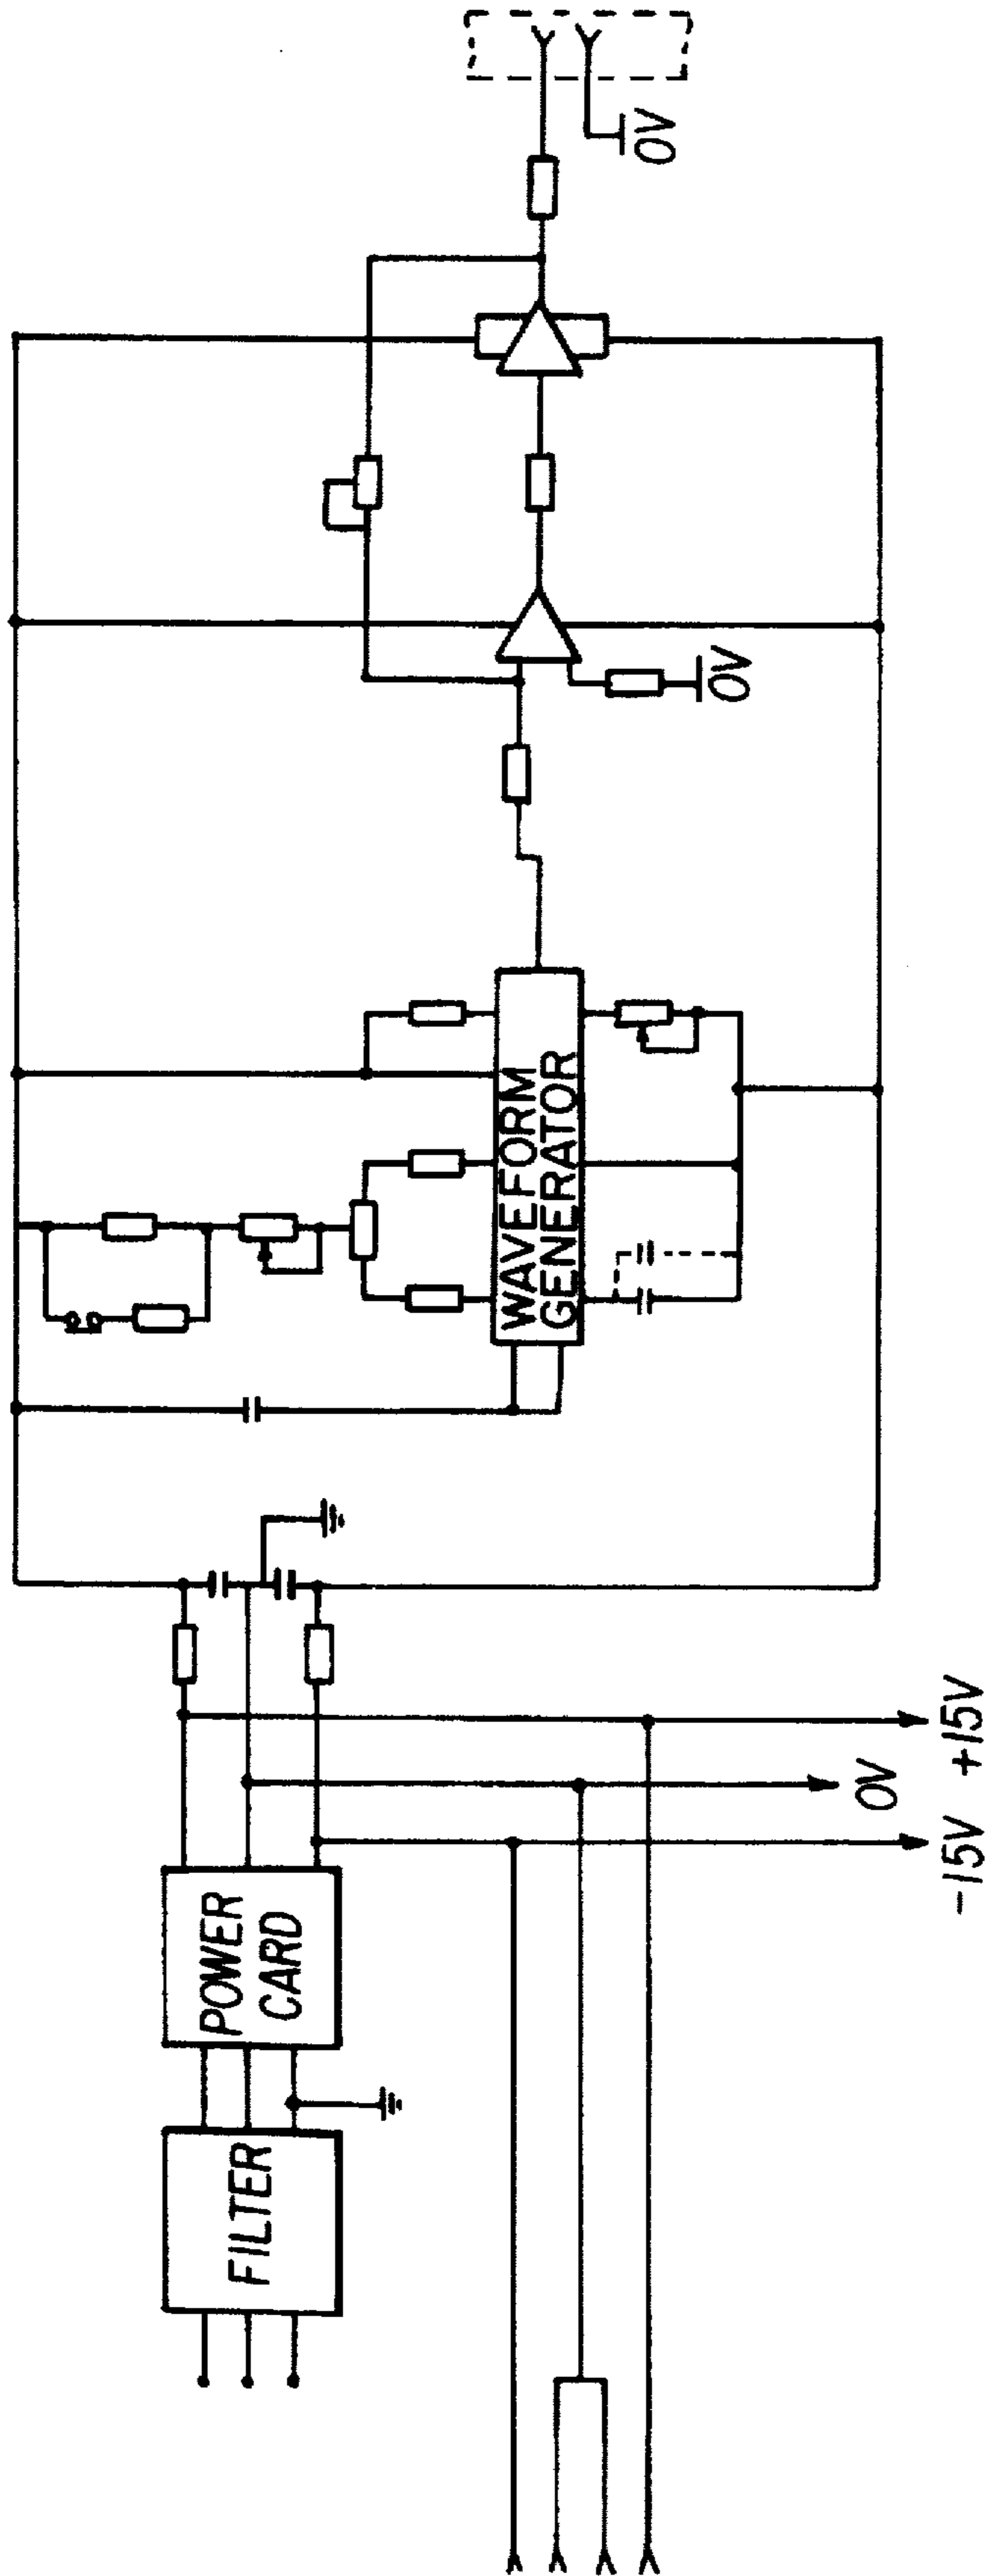 FILTER
POWER
CARD
-15V
0V
+15V
WAVEFORM
GENERATOR
0V
0V